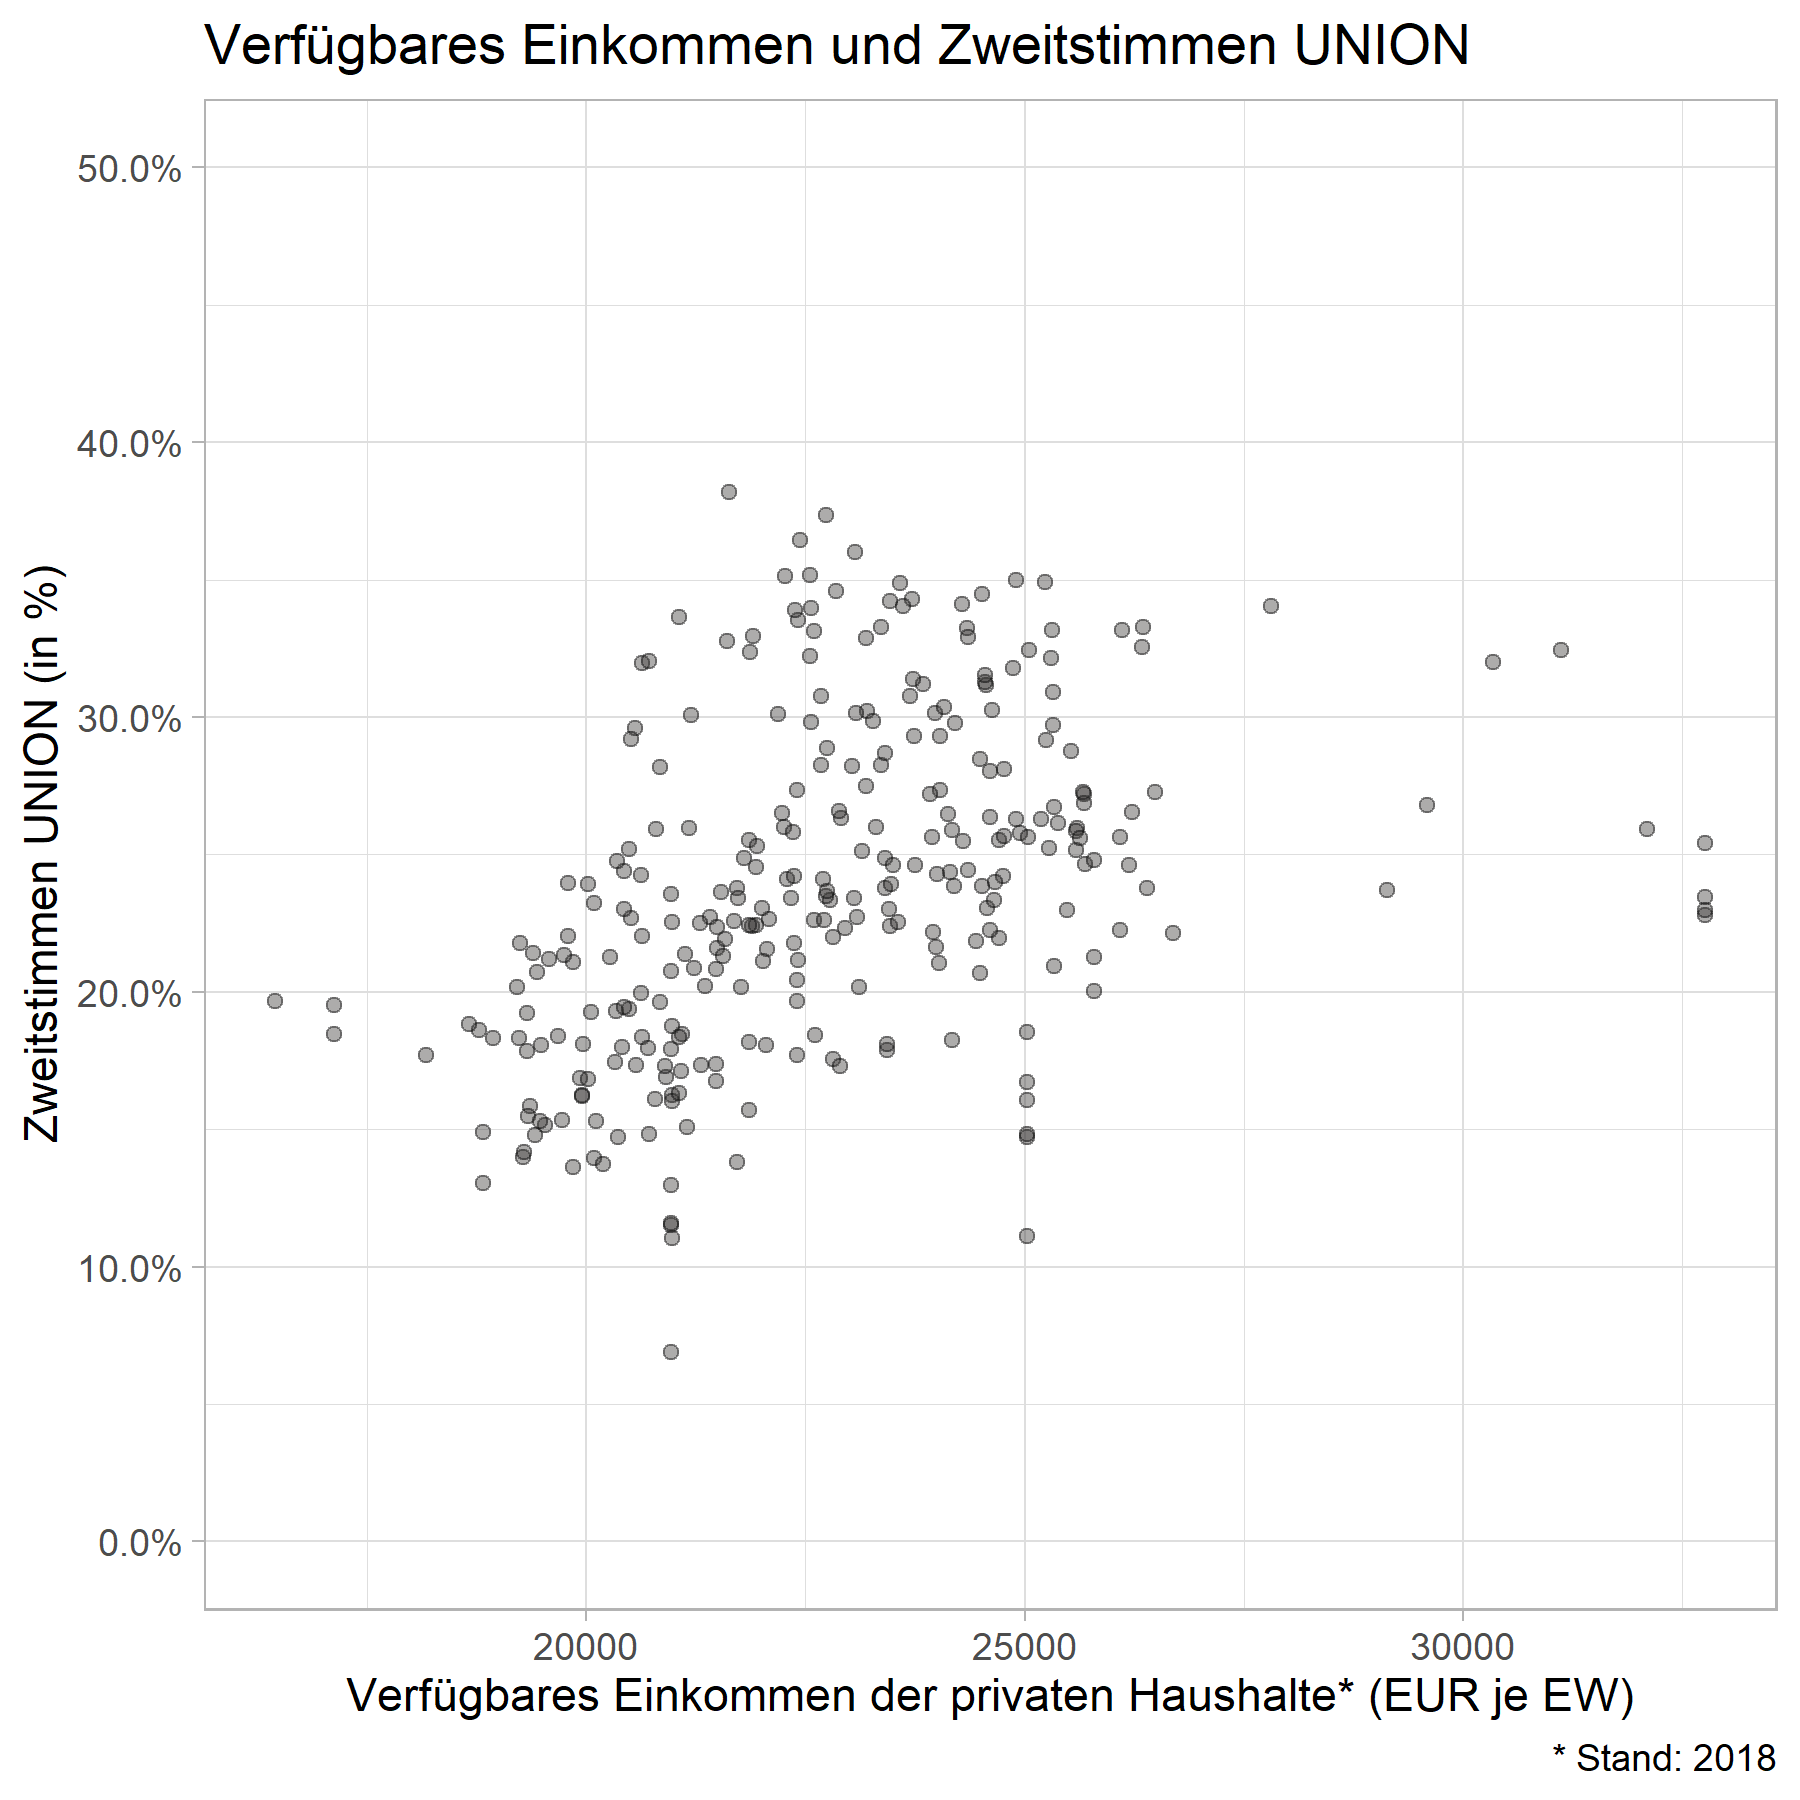 Verfügbares Einkommen und Zweitstimmen UNION
Zweitstimmen UNION (in %)
50.0%
40.0%
30.0%
20.0%
10.0%
0.0%
20000 25000 30000
Verfügbares Einkommen der privaten Haushalte* (EUR je EW)
* Stand: 2018